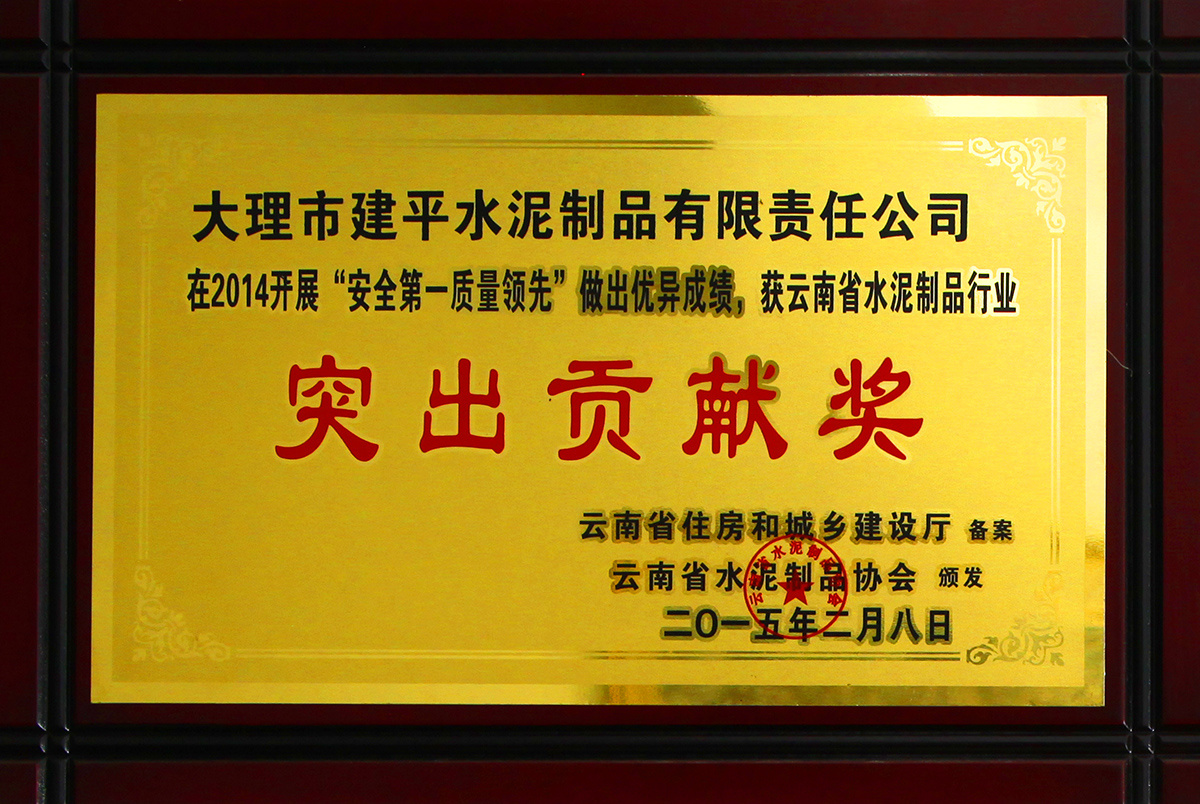 大理市建平水泥制品有限责任公司
在2014开展“安全第一质量领先”做出优异成绩，获云南省水泥制品行业
突出贡献奖
云南省住房和城乡建设厅 备案
云南省水泥制品协会 颁发
二〇一五年二月八日